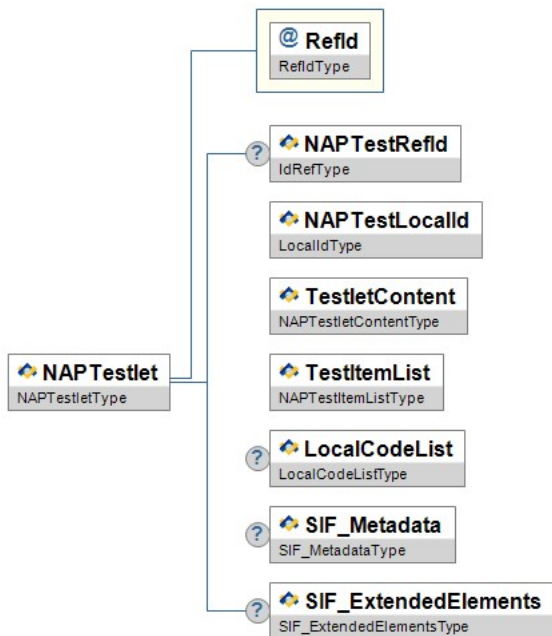 @ RefId
RefIdType
? NAPTestRefId
IdRefType
NAPTestLocalId
LocalIdType
TestletContent
NAPTestletContentType
NAPTestlet
NAPTestletType
TestItemList
NAPTestItemListType
? LocalCodeList
LocalCodeListType
? SIF_Metadata
SIF_MetadataType
? SIF_ExtendedElements
SIF_ExtendedElementsType